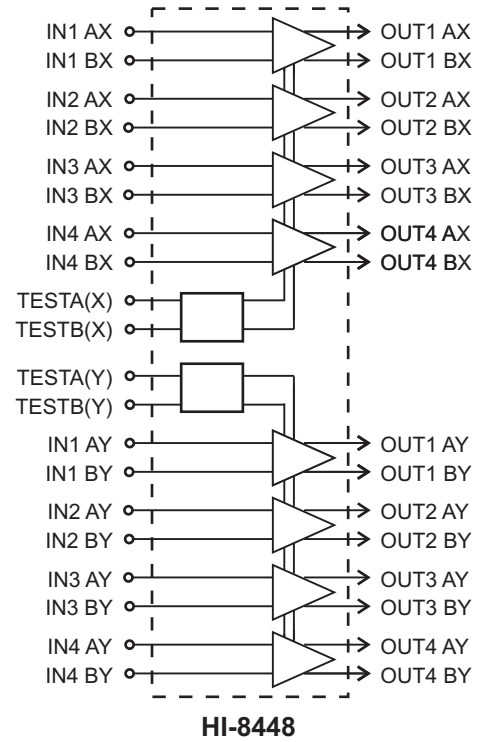 IN1 AX OUT1 AX
IN1 BX OUT1 BX
IN2 AX OUT2 AX
IN2 BX OUT2 BX
IN3 AX OUT3 AX
IN3 BX OUT3 BX
IN4 AX OUT4 AX
IN4 BX OUT4 BX
TESTA(X)
TESTB(X)
TESTA(Y)
TESTB(Y)
IN1 AY OUT1 AY
IN1 BY OUT1 BY
IN2 AY OUT2 AY
IN2 BY OUT2 BY
IN3 AY OUT3 AY
IN3 BY OUT3 BY
IN4 AY OUT4 AY
IN4 BY OUT4 BY
HI-8448